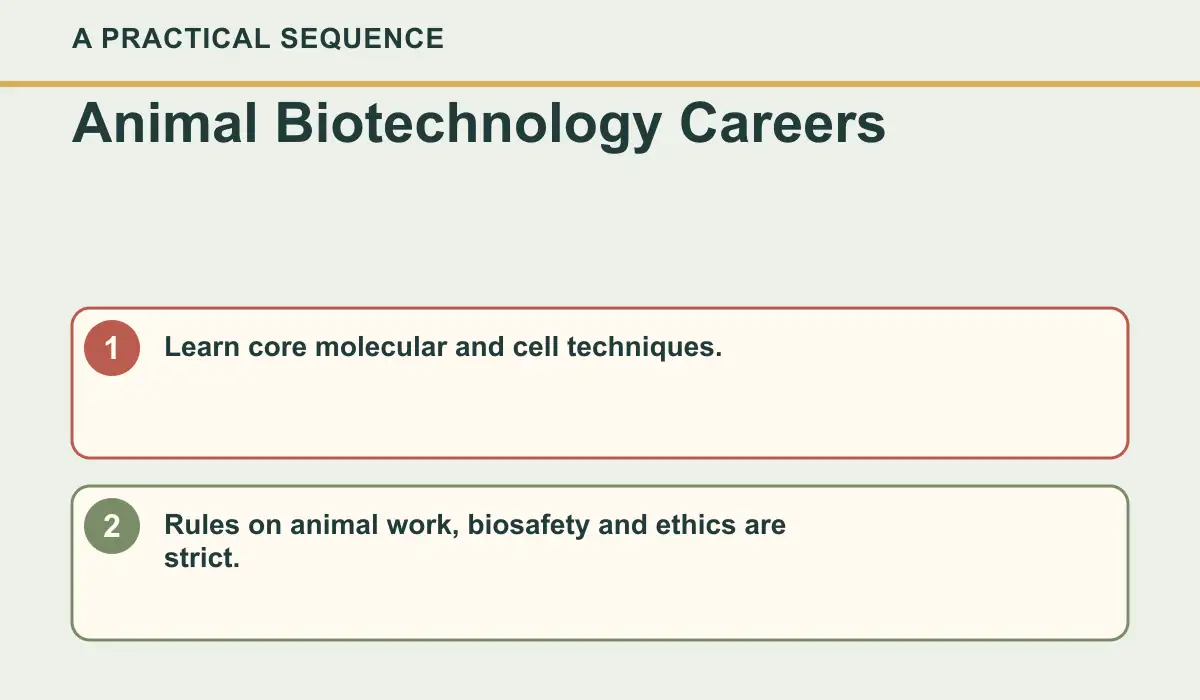 A PRACTICAL SEQUENCE
Animal Biotechnology Careers
1
Learn core molecular and cell techniques.
2
Rules on animal work, biosafety and ethics are
strict.